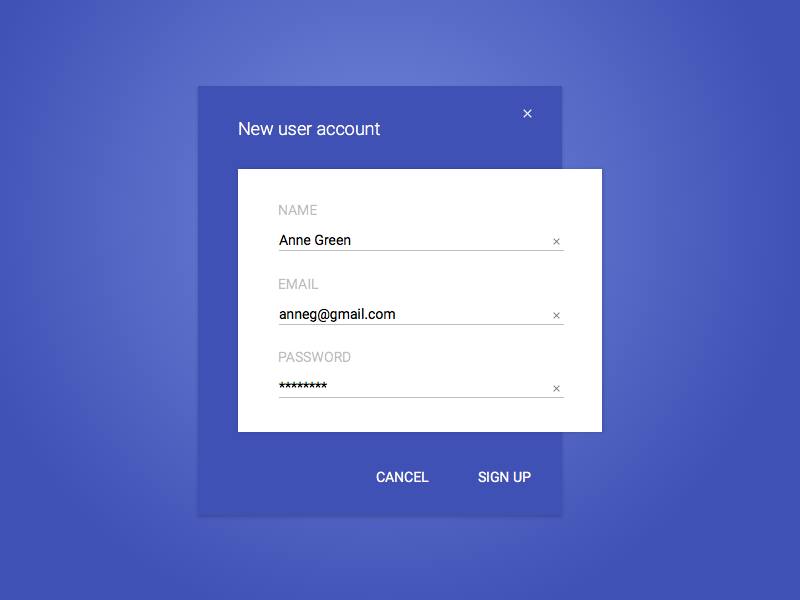 New user account
×
NAME
Anne Green ×
EMAIL
anneg@gmail.com ×
PASSWORD
******** ×
CANCEL SIGN UP